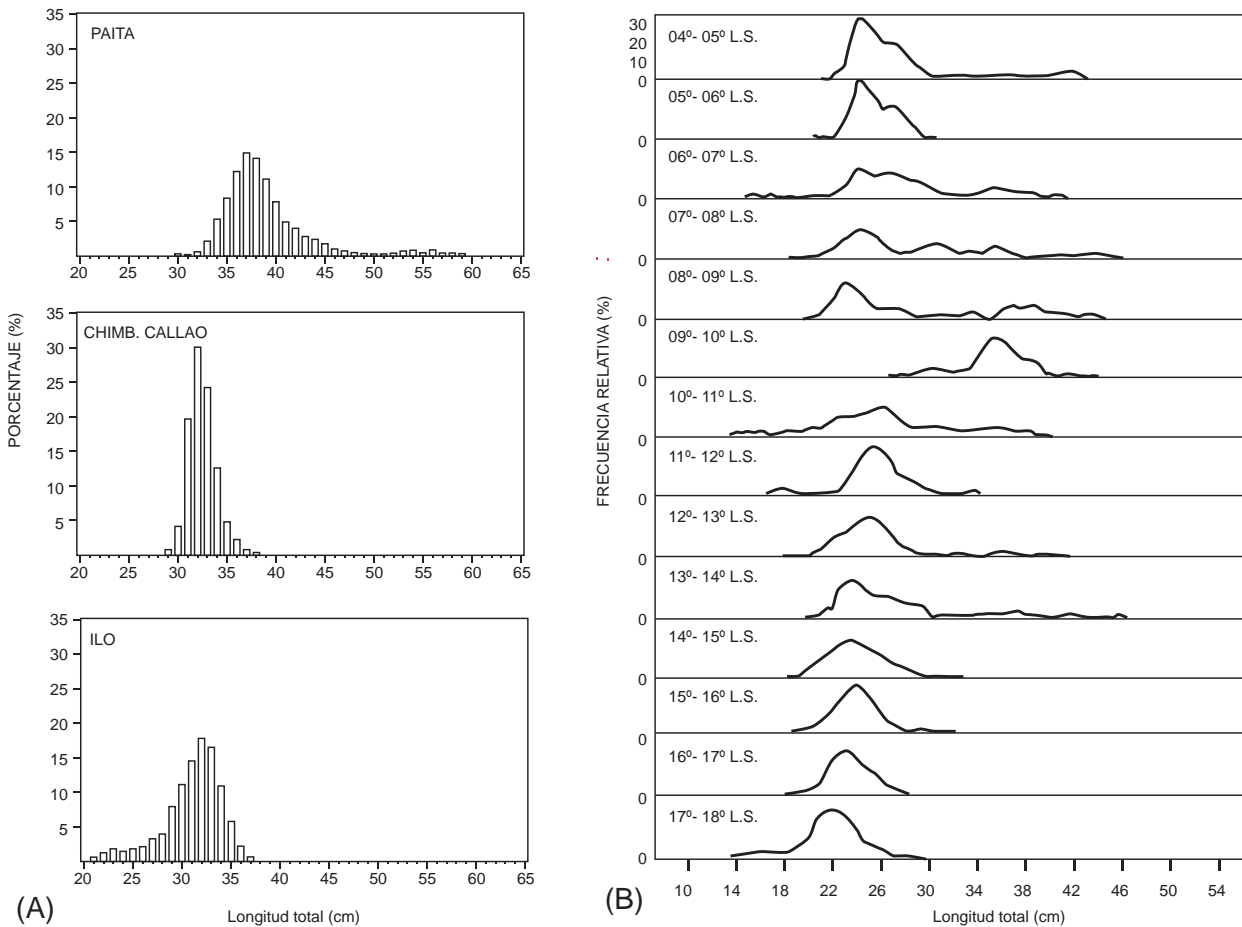 PORCENTAJE (%)
35
30
25
20
15
10
5
PAITA
20 25 30 35 40 45 50 55 60 65
35
30
25
20
15
10
5
CHIMB. CALLAO
20 25 30 35 40 45 50 55 60 65
35
30
25
20
15
10
5
ILO
20 25 30 35 40 45 50 55 60 65
Longitud total (cm)
(A)
FRECUENCIA RELATIVA (%)
30
20
10
0
04º- 05º L.S.
05º- 06º L.S.
0
06º- 07º L.S.
0
07º- 08º L.S.
0
08º- 09º L.S.
0
09º- 10º L.S.
0
10º- 11º L.S.
0
11º- 12º L.S.
0
12º- 13º L.S.
0
13º- 14º L.S.
0
14º- 15º L.S.
0
15º- 16º L.S.
0
16º- 17º L.S.
0
17º- 18º L.S.
0
10 14 18 22 26 30 34 38 42 46 50 54
Longitud total (cm)
(B)